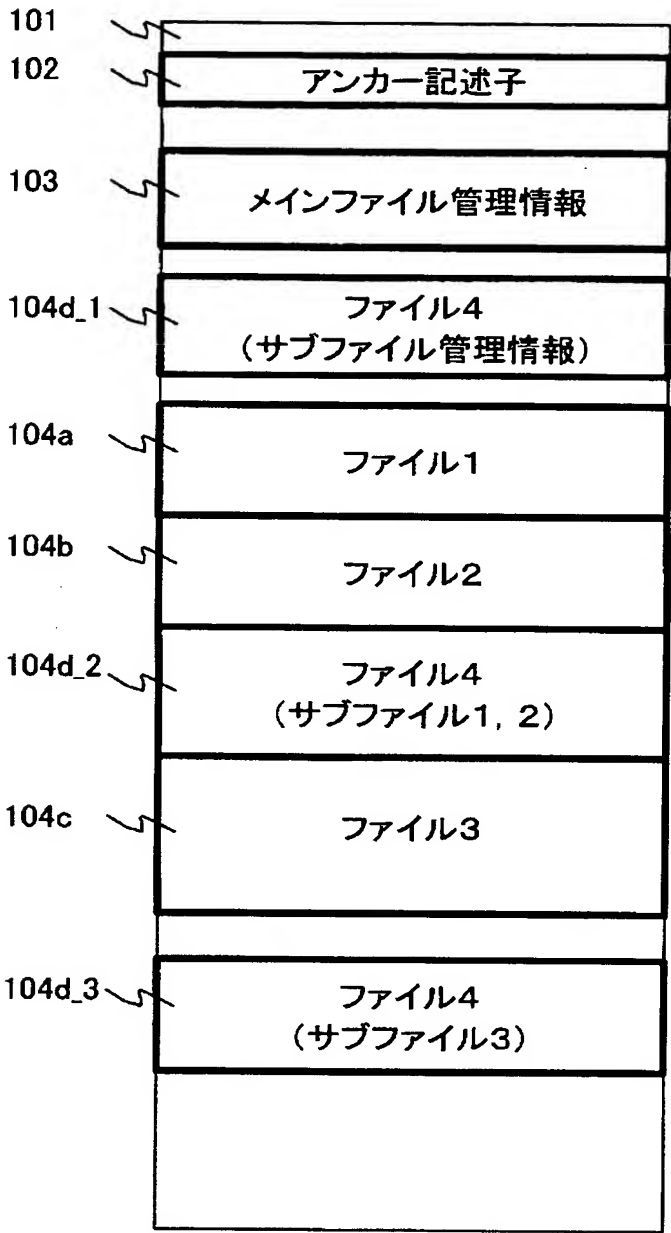 101
102
アンカー記述子
103
メインファイル管理情報
104d_1
ファイル4
(サブファイル管理情報)
104a
ファイル1
104b
ファイル2
104d_2
ファイル4
(サブファイル1, 2)
104c
ファイル3
104d_3
ファイル4
(サブファイル3)